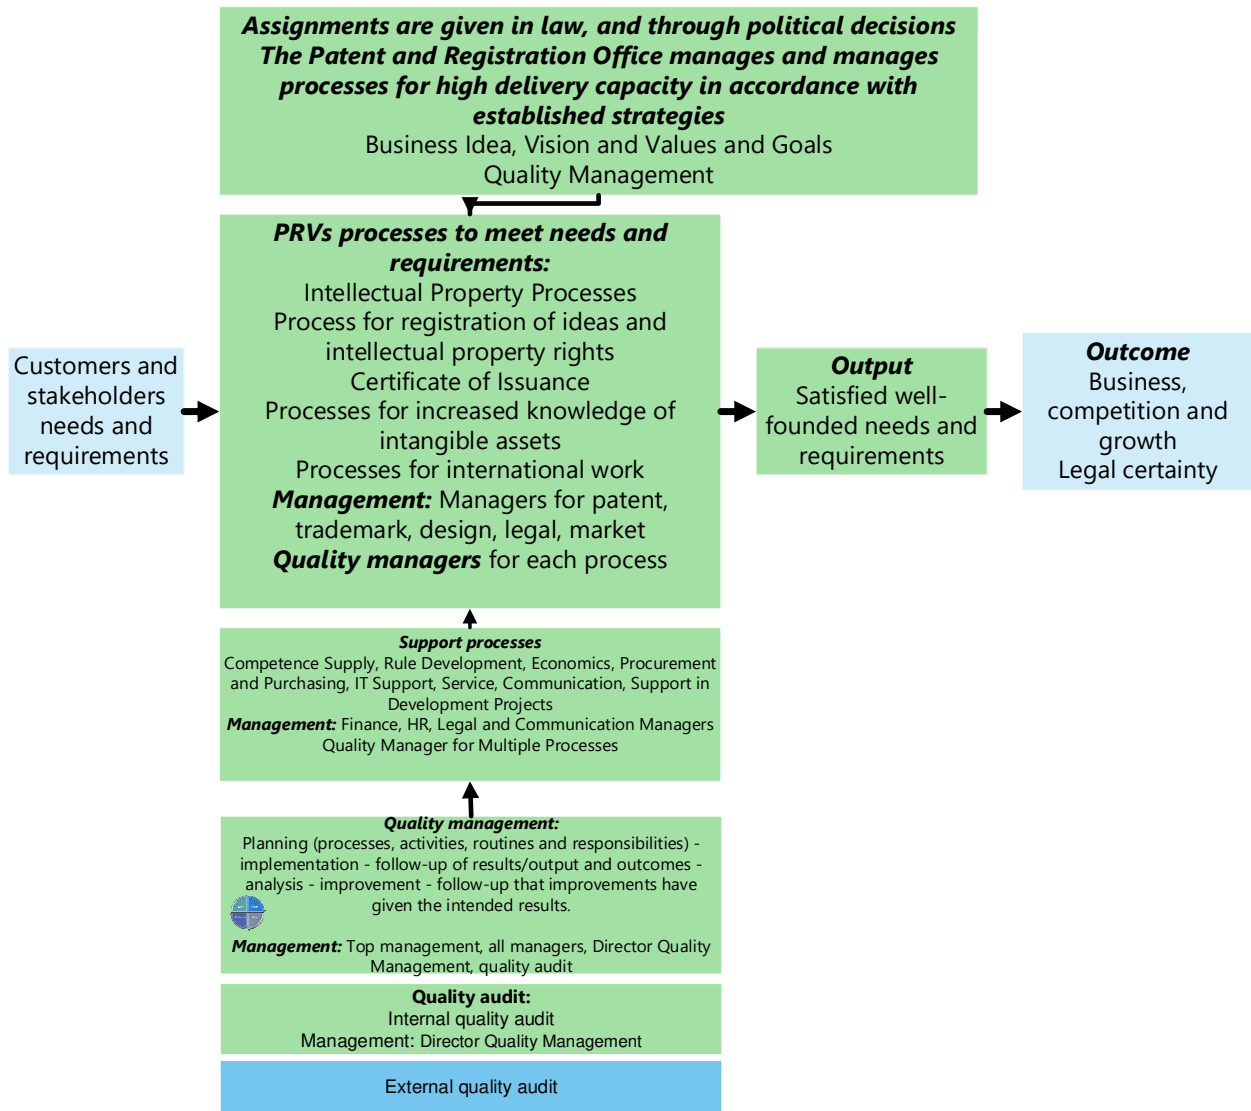 Assignments are given in law, and through political decisions
The Patent and Registration Office manages and manages
processes for high delivery capacity in accordance with
established strategies
Business Idea, Vision and Values and Goals
Quality Management
PRVs processes to meet needs and
requirements:
Intellectual Property Processes
Process for registration of ideas and
intellectual property rights
Certificate of Issuance
Processes for increased knowledge of
intangible assets
Processes for international work
Management: Managers for patent,
trademark, design, legal, market
Quality managers for each process
Customers and
stakeholders
needs and
requirements
Output
Satisfied well-
founded needs and
requirements
Outcome
Business,
competition and
growth
Legal certainty
Support processes
Competence Supply, Rule Development, Economics, Procurement
and Purchasing, IT Support, Service, Communication, Support in
Development Projects
Management: Finance, HR, Legal and Communication Managers
Quality Manager for Multiple Processes
Quality management:
Planning (processes, activities, routines and responsibilities) -
implementation - follow-up of results/output and outcomes -
analysis - improvement - follow-up that improvements have
given the intended results.
Management: Top management, all managers, Director Quality
Management, quality audit
Quality audit:
Internal quality audit
Management: Director Quality Management
External quality audit